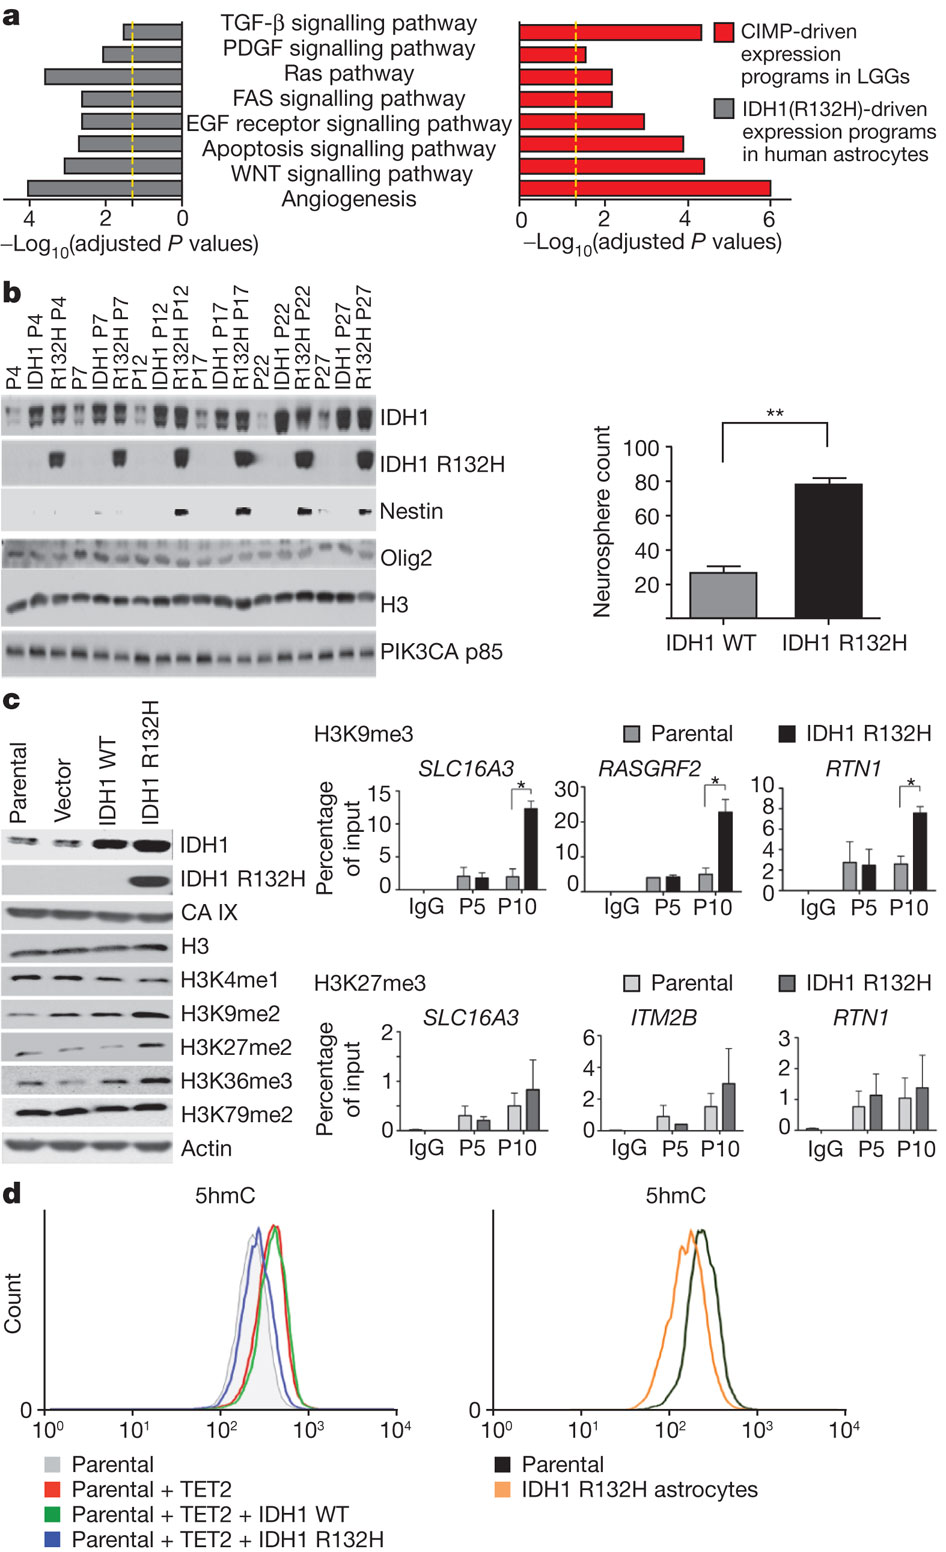 a
TGF-β signalling pathway
PDGF signalling pathway
Ras pathway
FAS signalling pathway
EGF receptor signalling pathway
Apoptosis signalling pathway
WNT signalling pathway
Angiogenesis
4 2 0
–Log10(adjusted P values)
0 2 4 6
–Log10(adjusted P values)
CIMP-driven
expression
programs in LGGs
IDH1(R132H)-driven
expression programs
in human astrocytes
b
P4
IDH1 P4
R132H P4
P7
IDH1 P7
R132H P7
P12
IDH1 P12
R132H P12
P17
IDH1 P17
R132H P17
P22
IDH1 P22
R132H P22
P27
IDH1 P27
R132H P27
IDH1
IDH1 R132H
Nestin
Olig2
H3
PIK3CA p85
Neurosphere count
100
80
60
40
20
**
IDH1 WT IDH1 R132H
c
Parental
Vector
IDH1 WT
IDH1 R132H
IDH1
IDH1 R132H
CA IX
H3
H3K4me1
H3K9me2
H3K27me2
H3K36me3
H3K79me2
Actin
H3K9me3 Parental IDH1 R132H
SLC16A3 RASGRF2 RTN1
Percentage
of input
15
10
5
0
*
IgG P5 P10
30
20
10
0
*
IgG P5 P10
10
8
6
4
2
0
*
IgG P5 P10
H3K27me3 Parental IDH1 R132H
SLC16A3 ITM2B RTN1
Percentage
of input
2
1
0
IgG P5 P10
6
4
2
0
IgG P5 P10
3
2
1
0
IgG P5 P10
d
5hmC
Count
0
10^0 10^1 10^2 10^3 10^4
Parental
Parental + TET2
Parental + TET2 + IDH1 WT
Parental + TET2 + IDH1 R132H
5hmC
0
10^0 10^1 10^2 10^3 10^4
Parental
IDH1 R132H astrocytes